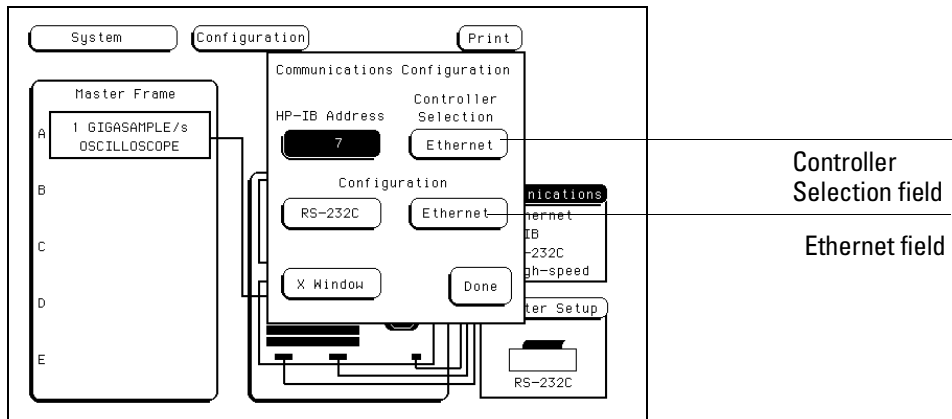 System
Configuration
Print
Communications Configuration
HP-IB Address
Controller
Selection
7
Ethernet
Configuration
RS-232C
Ethernet
X Window
Done
Master Frame
A
1 GIGASAMPLE/s
OSCILLOSCOPE
B
C
D
E
nications
hernet
IB
-232C
gh-speed
ter Setup
RS-232C
Controller
Selection field
Ethernet field